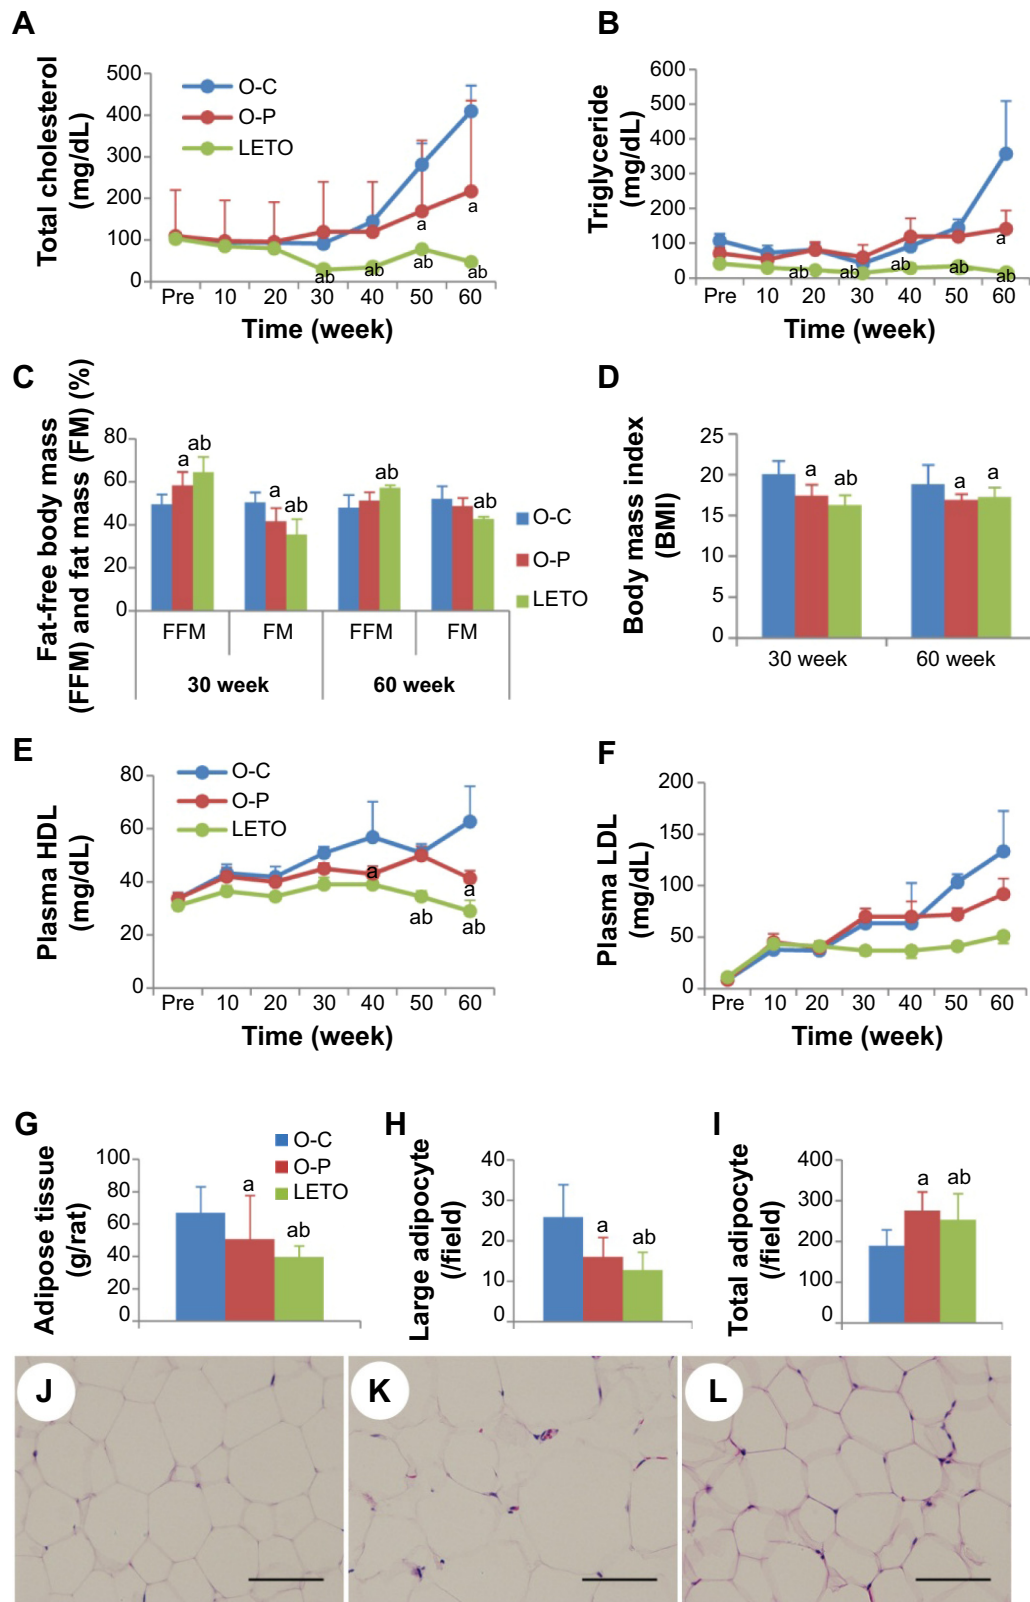 A
Total cholesterol
(mg/dL)
500
400
300
200
100
0
O-C
O-P
LETO
a
a
ab
ab
ab
ab
Pre 10 20 30 40 50 60
Time (week)
B
Triglyceride
(mg/dL)
600
500
400
300
200
100
0
a
ab
ab
ab
ab
ab
Pre 10 20 30 40 50 60
Time (week)
C
Fat-free body mass
(FFM) and fat mass (FM) (%)
80
60
40
20
0
a
ab
a
ab
ab
ab
FFM FM FFM FM
30 week 60 week
O-C
O-P
LETO
D
Body mass index
(BMI)
25
20
15
10
5
0
a
ab
a
a
30 week 60 week
E
Plasma HDL
(mg/dL)
80
60
40
20
0
O-C
O-P
LETO
a
a
ab
ab
Pre 10 20 30 40 50 60
Time (week)
F
Plasma LDL
(mg/dL)
200
150
100
50
0
Pre 10 20 30 40 50 60
Time (week)
G
Adipose tissue
(g/rat)
100
80
60
40
20
0
a
ab
O-C
O-P
LETO
H
Large adipocyte
(/field)
40
30
20
10
0
a
ab
I
Total adipocyte
(/field)
400
300
200
100
0
a
ab
J
K
L